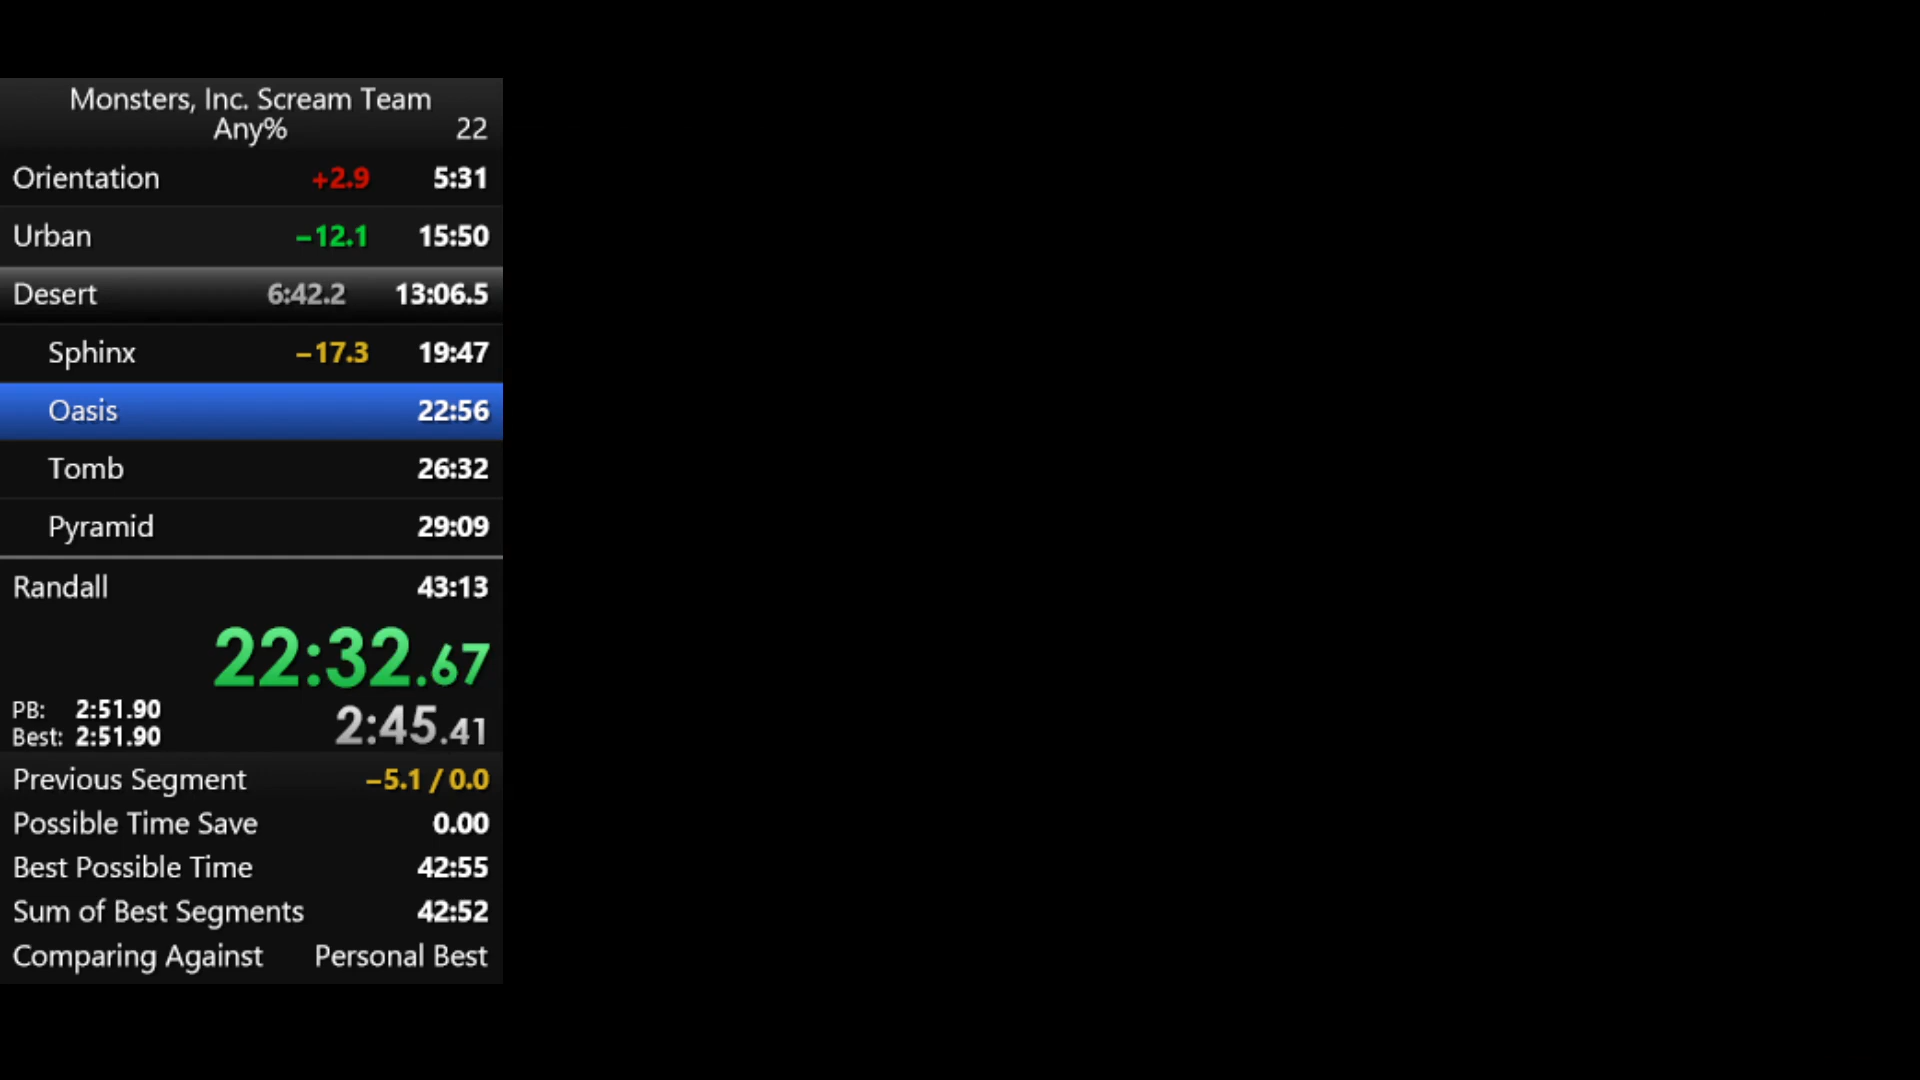 Monsters, Inc. Scream Team
Any% 22
Orientation +2.9 5:31
Urban −12.1 15:50
Desert 6:42.2 13:06.5
Sphinx −17.3 19:47
Oasis 22:56
Tomb 26:32
Pyramid 29:09
Randall 43:13
22:32.67
PB: 2:51.90
Best: 2:51.90
2:45.41
Previous Segment −5.1 / 0.0
Possible Time Save 0.00
Best Possible Time 42:55
Sum of Best Segments 42:52
Comparing Against Personal Best